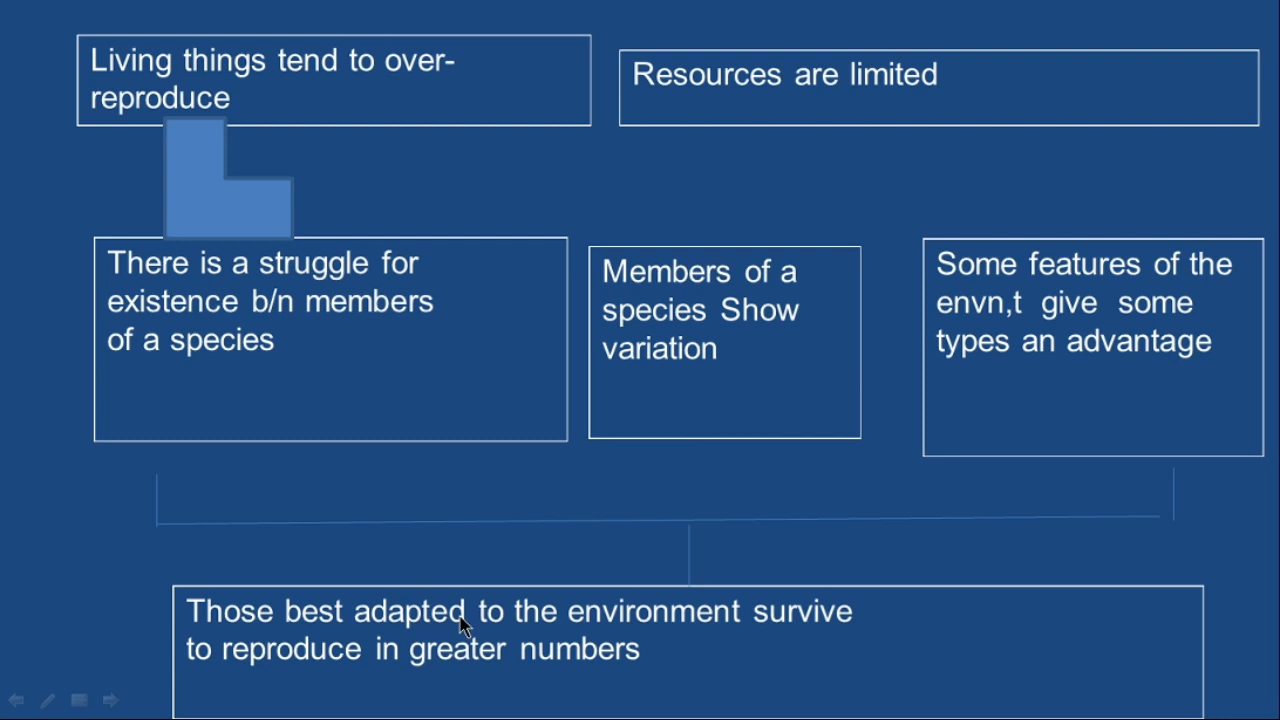 Living things tend to over-
reproduce
Resources are limited
There is a struggle for
existence b/n members
of a species
Members of a
species Show
variation
Some features of the
envn,t give some
types an advantage
Those best adapted to the environment survive
to reproduce in greater numbers